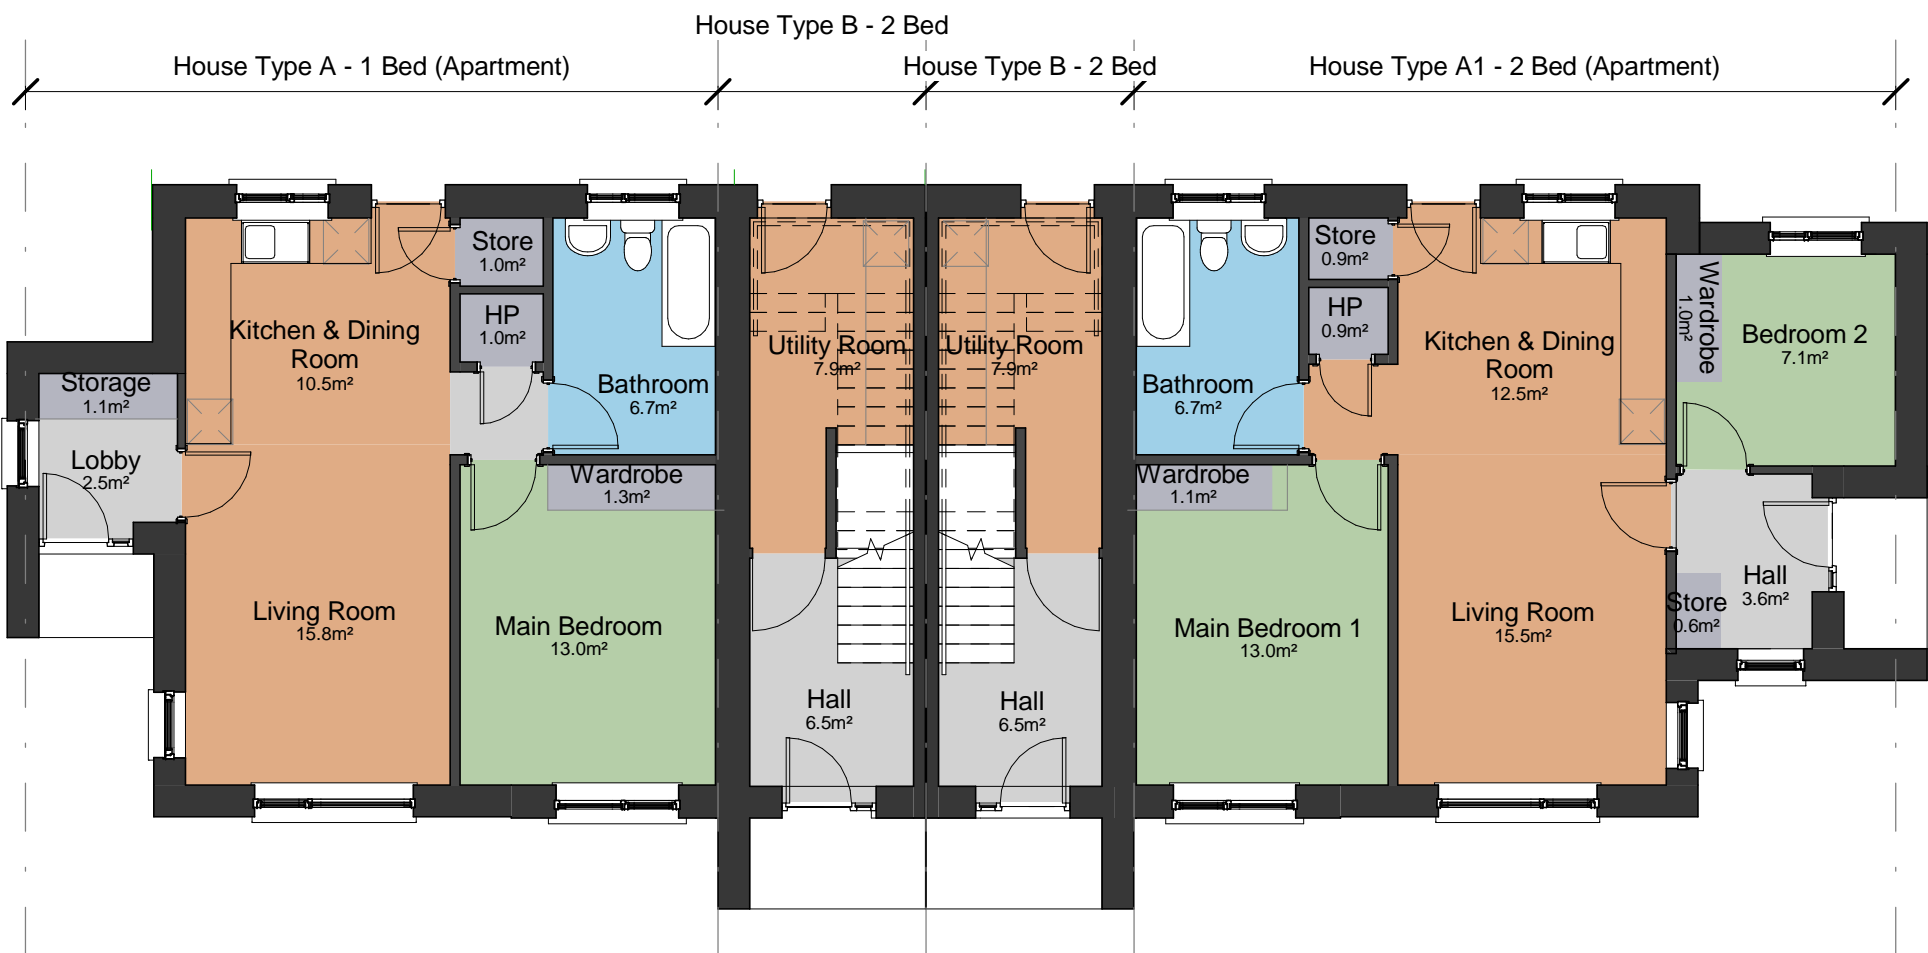 House Type B - 2 Bed
House Type A - 1 Bed (Apartment)
House Type B - 2 Bed
House Type A1 - 2 Bed (Apartment)
Storage
1.1m²
Lobby
2.5m²
Kitchen & Dining
Room
10.5m²
Living Room
15.8m²
Store
1.0m²
HP
1.0m²
Bathroom
6.7m²
Wardrobe
1.3m²
Main Bedroom
13.0m²
Utility Room
7.9m²
Hall
6.5m²
Utility Room
7.9m²
Hall
6.5m²
Bathroom
6.7m²
Store
0.9m²
HP
0.9m²
Wardrobe
1.1m²
Main Bedroom 1
13.0m²
Kitchen & Dining
Room
12.5m²
Living Room
15.5m²
Wardrobe
1.0m²
Bedroom 2
7.1m²
Hall
3.6m²
Store
0.6m²